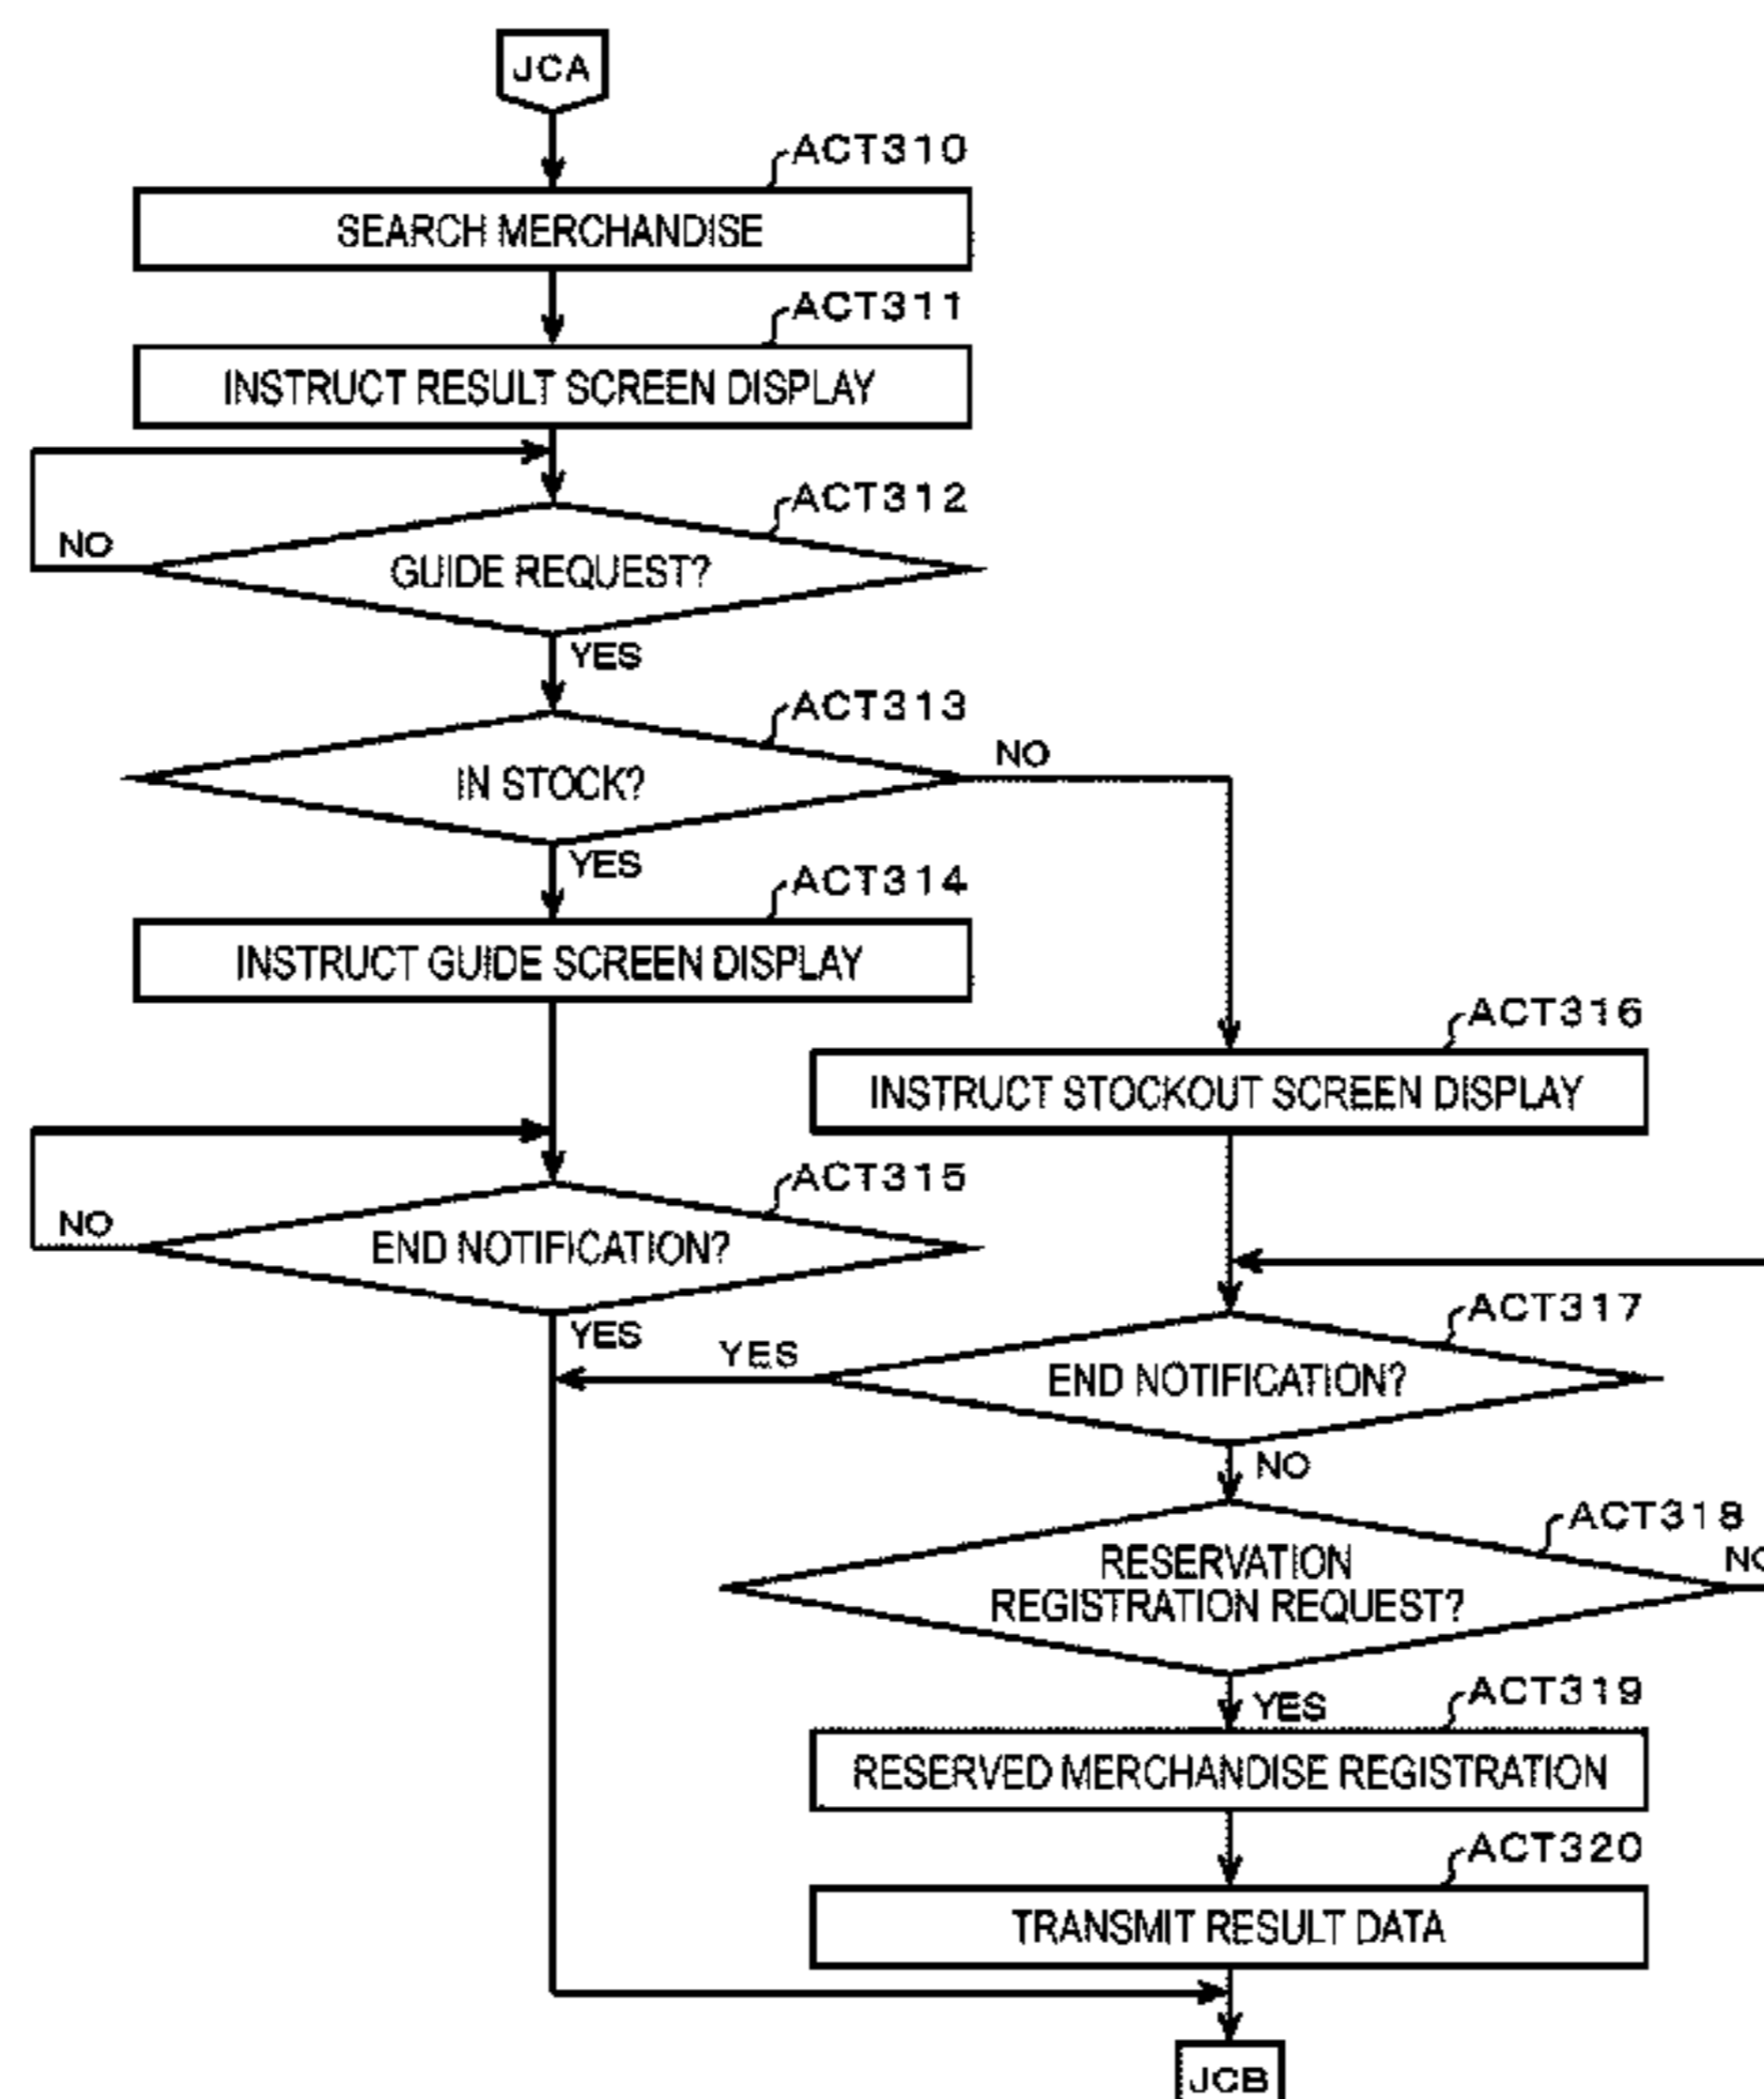 JCA
ACT310
SEARCH MERCHANDISE
ACT311
INSTRUCT RESULT SCREEN DISPLAY
ACT312
NO
GUIDE REQUEST?
YES
ACT313
NO
IN STOCK?
YES
ACT314
INSTRUCT GUIDE SCREEN DISPLAY
ACT316
INSTRUCT STOCKOUT SCREEN DISPLAY
ACT315
NO
END NOTIFICATION?
YES
ACT317
YES
END NOTIFICATION?
NO
ACT318
NO
RESERVATION
REGISTRATION REQUEST?
YES
ACT319
RESERVED MERCHANDISE REGISTRATION
ACT320
TRANSMIT RESULT DATA
JCB